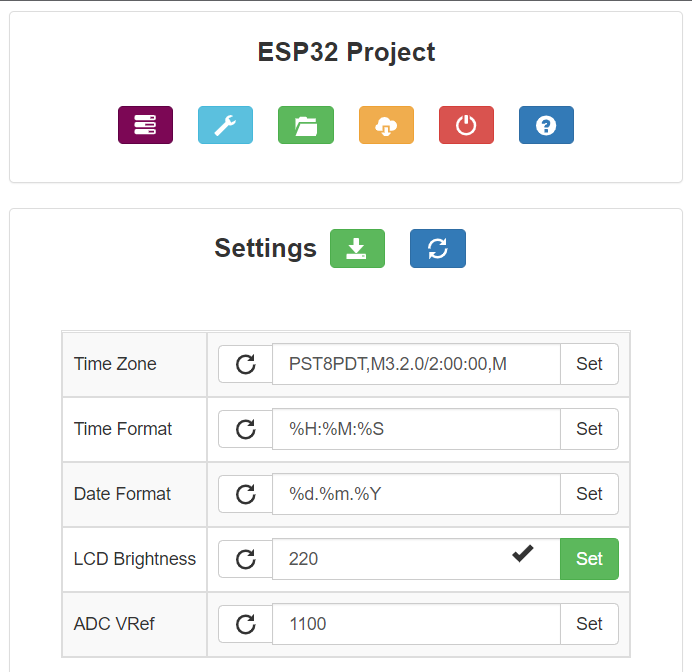 ESP32 Project
Settings
Time Zone PST8PDT,M3.2.0/2:00:00,M Set
Time Format %H:%M:%S Set
Date Format %d.%m.%Y Set
LCD Brightness 220 Set
ADC VRef 1100 Set